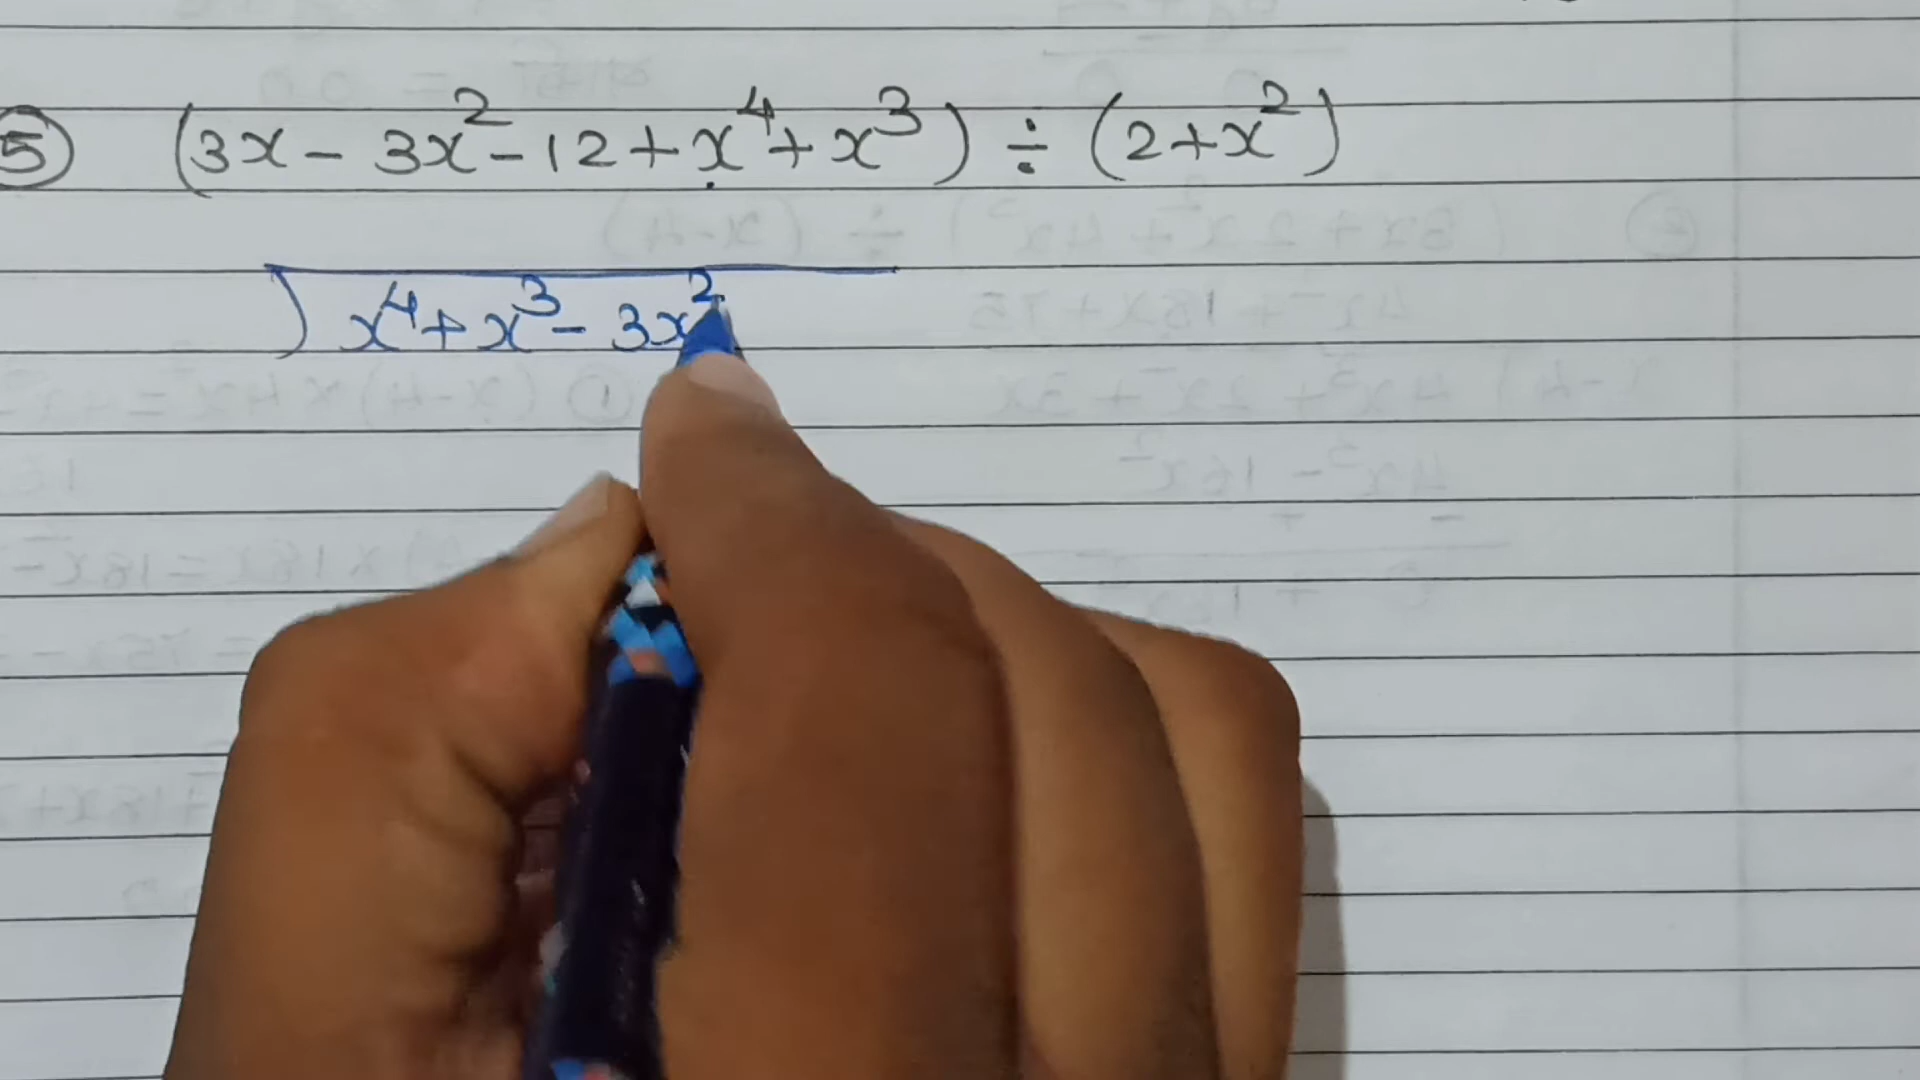 ⑤ (3x - 3x² - 12 + x⁴ + x³) ÷ (2 + x²)
) x⁴ + x³ - 3x²